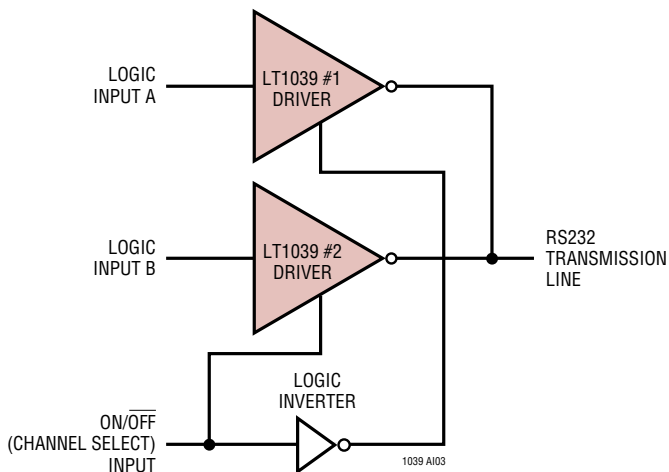 LOGIC
INPUT A
LT1039 #1
DRIVER
LOGIC
INPUT B
LT1039 #2
DRIVER
RS232
TRANSMISSION
LINE
LOGIC
INVERTER
ON/OFF
(CHANNEL SELECT)
INPUT
1039 AI03